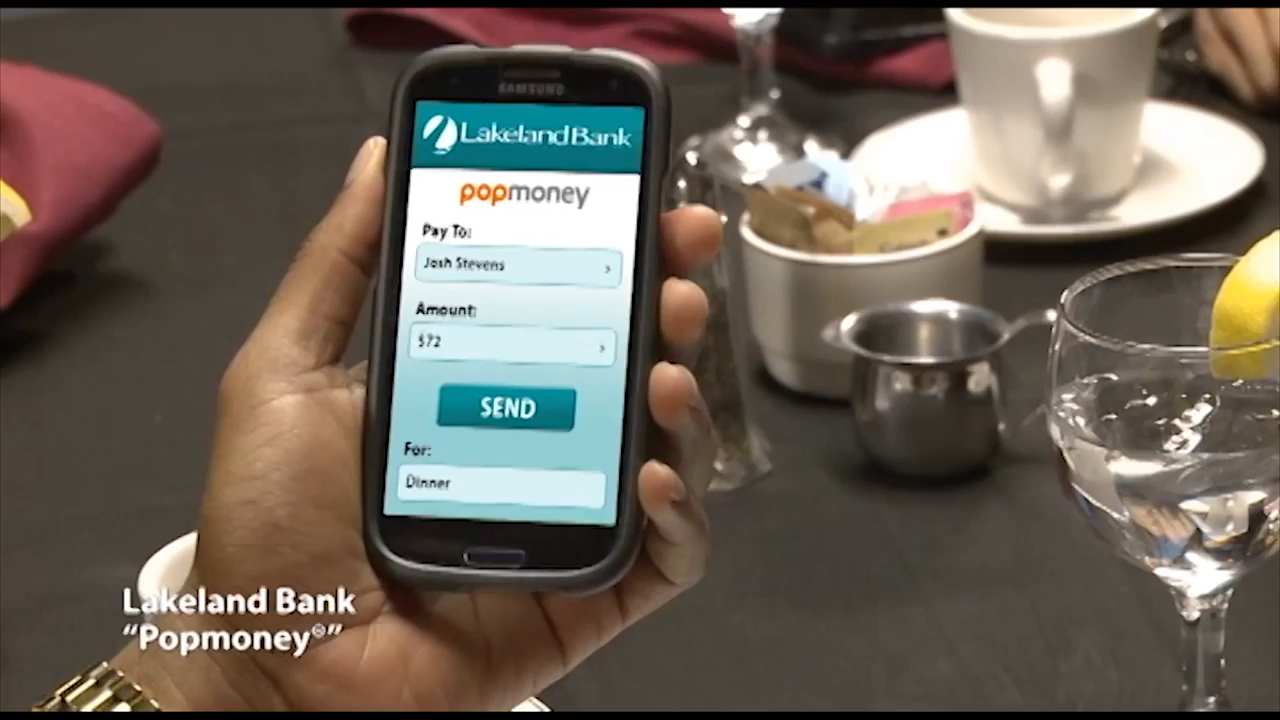 SAMSUNG
Lakeland Bank
popmoney
Pay To:
Josh Stevens
Amount:
$72
SEND
For:
Dinner
Lakeland Bank
“Popmoney®”